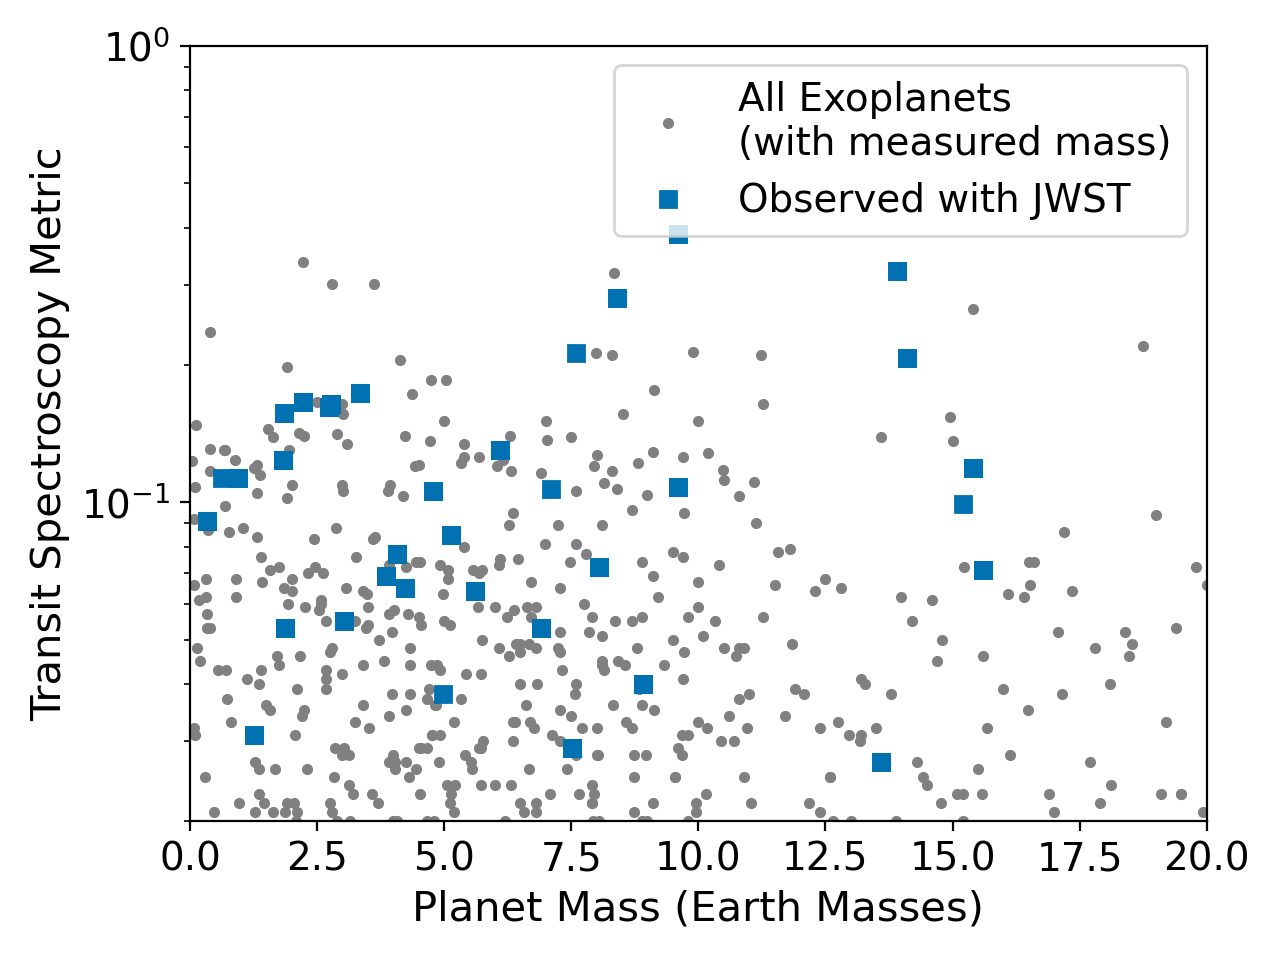 10⁰
10⁻¹
Transit Spectroscopy Metric
All Exoplanets
(with measured mass)
Observed with JWST
0.0 2.5 5.0 7.5 10.0 12.5 15.0 17.5 20.0
Planet Mass (Earth Masses)